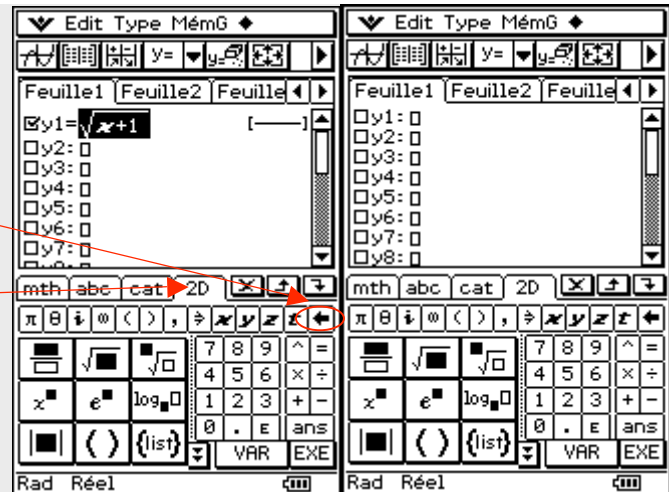 Edit Type MémG ◆
y=
Feuille1 Feuille2 Feuille
y1=√x+1 [—]
y2:
y3:
y4:
y5:
y6:
y7:
mth abc cat 2D
π θ i ∞ ( ) , ⇒ x y z t ←
√■ ■√□ 7 8 9 ^ =
4 5 6 × ÷
x■ e■ log■□ 1 2 3 + −
0 . E ans
|■| ( ) {list} VAR EXE
Rad Réel
Edit Type MémG ◆
y=
Feuille1 Feuille2 Feuille
y1:
y2:
y3:
y4:
y5:
y6:
y7:
y8:
mth abc cat 2D
π θ i ∞ ( ) , ⇒ x y z t ←
√■ ■√□ 7 8 9 ^ =
4 5 6 × ÷
x■ e■ log■□ 1 2 3 + −
0 . E ans
|■| ( ) {list} VAR EXE
Rad Réel